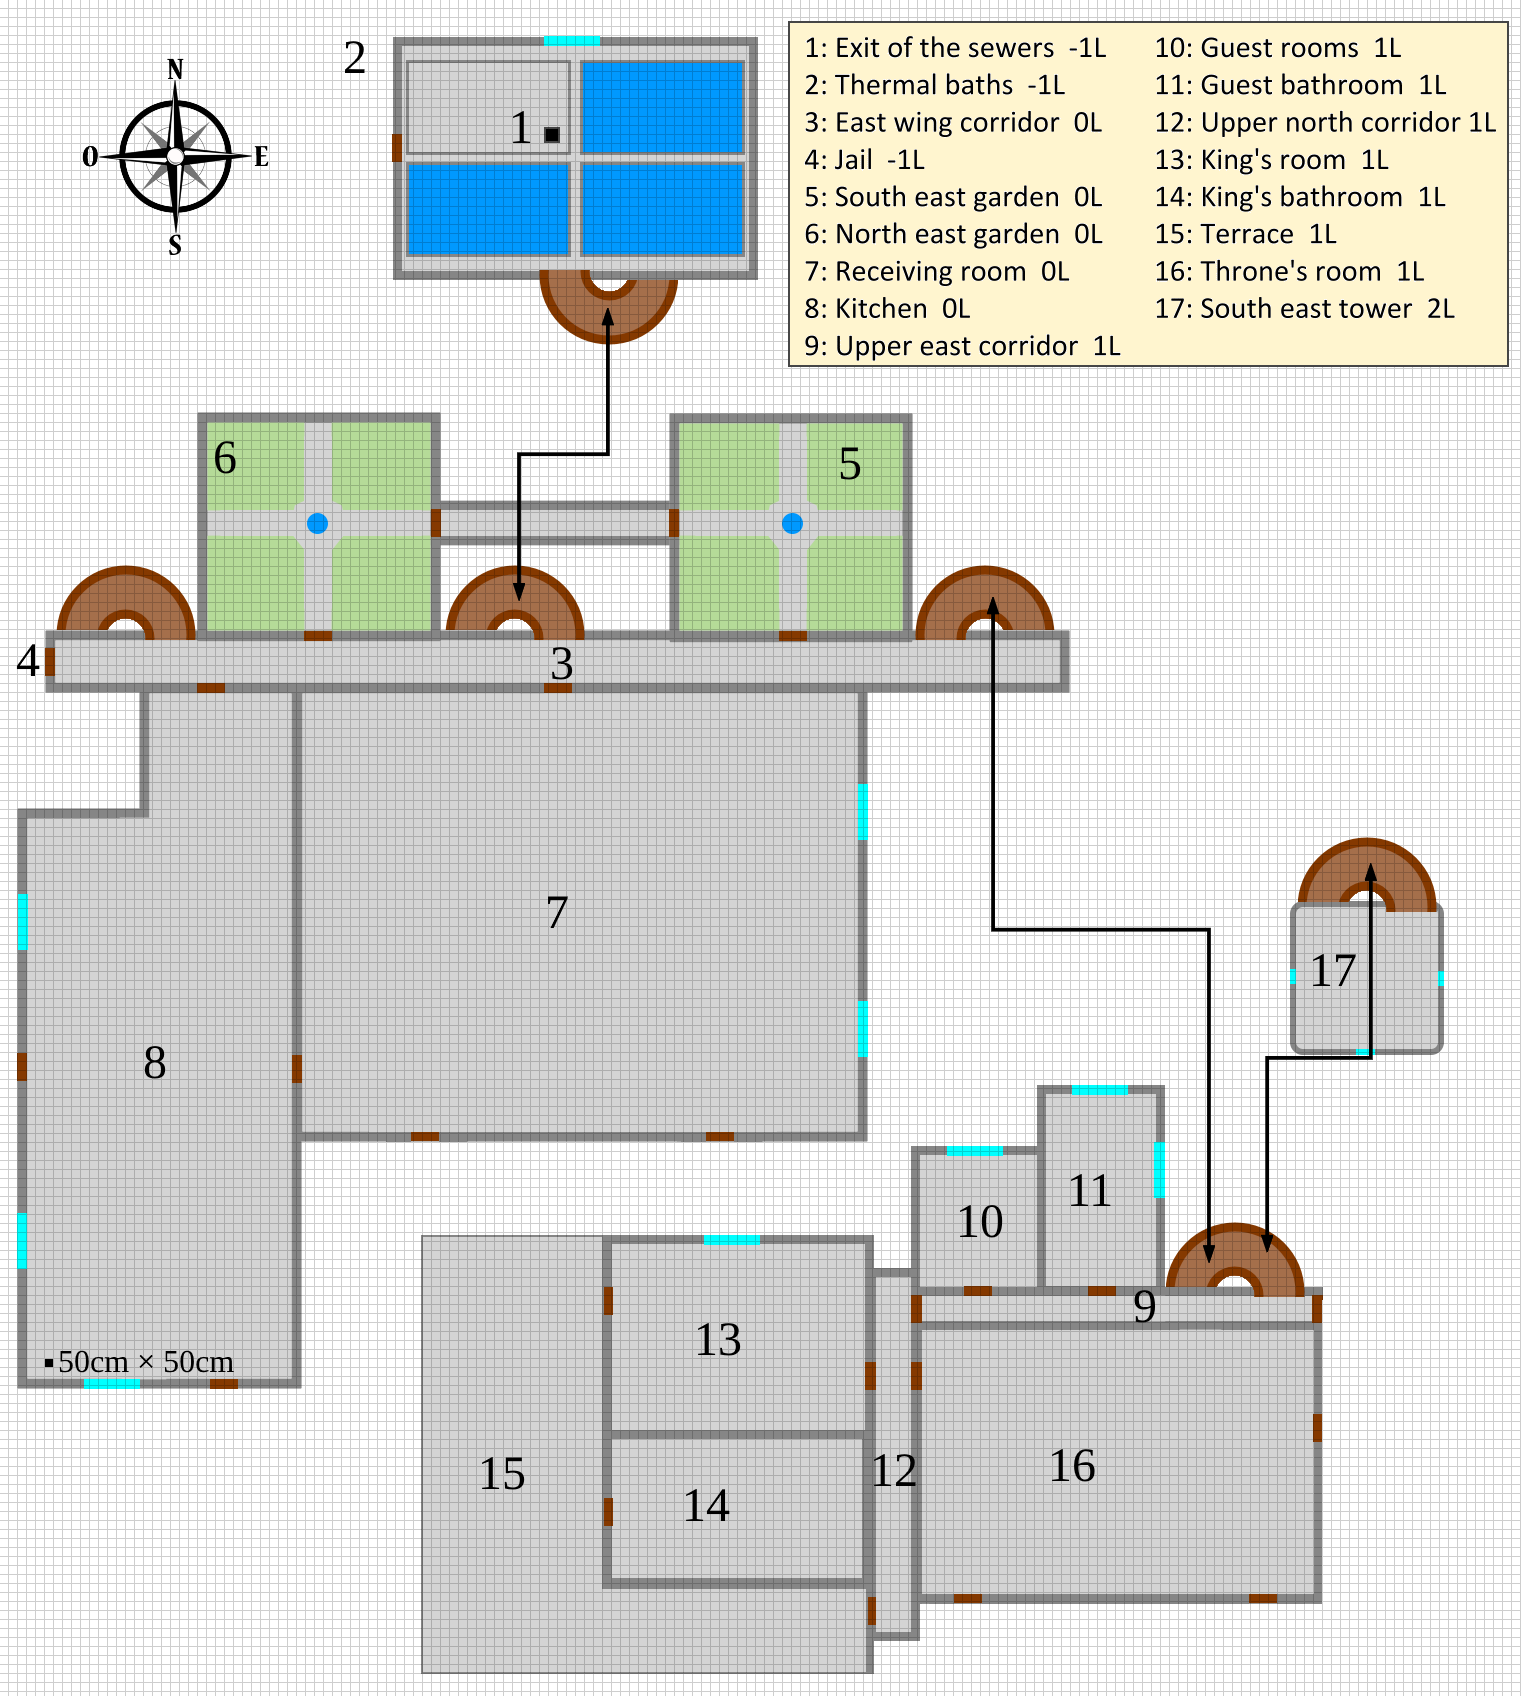 2
N
O
E
S
1
1: Exit of the sewers -1L
2: Thermal baths -1L
3: East wing corridor 0L
4: Jail -1L
5: South east garden 0L
6: North east garden 0L
7: Receiving room 0L
8: Kitchen 0L
9: Upper east corridor 1L
10: Guest rooms 1L
11: Guest bathroom 1L
12: Upper north corridor 1L
13: King's room 1L
14: King's bathroom 1L
15: Terrace 1L
16: Throne's room 1L
17: South east tower 2L
6
5
4
3
7
17
8
11
10
9
13
50cm × 50cm
15
14
12
16